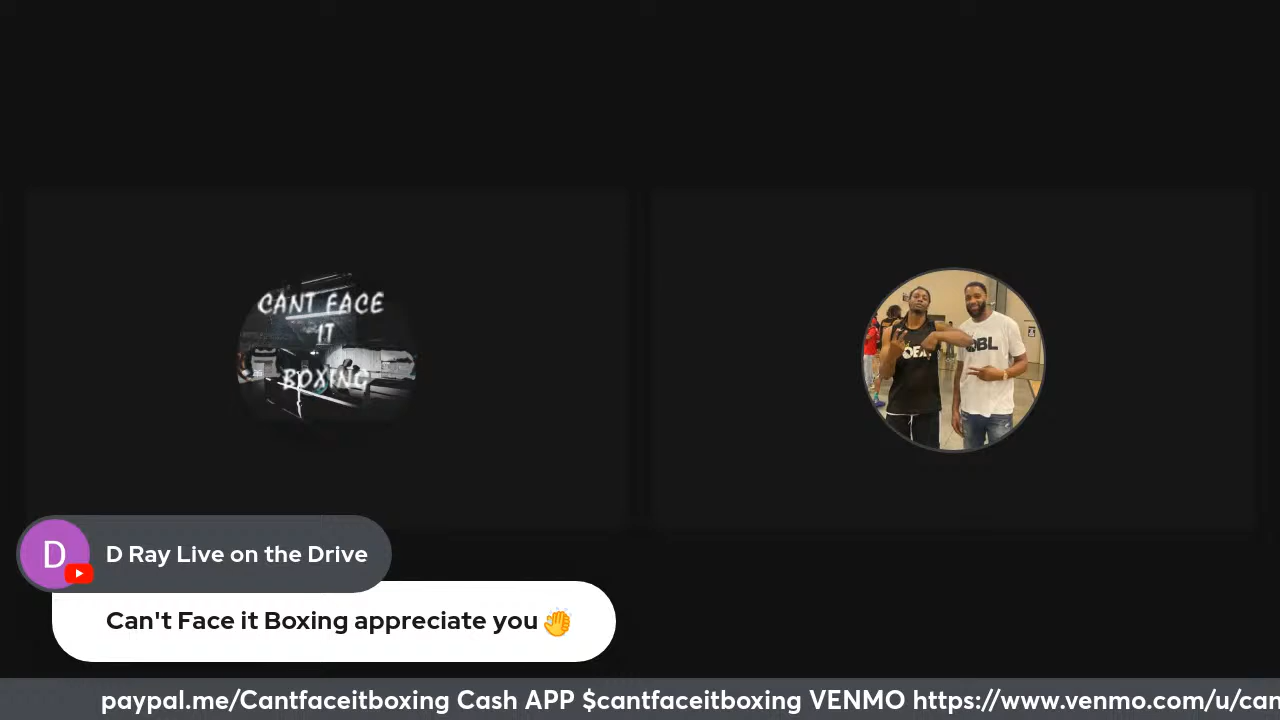 CANT FACE
IT
BOXING
QBL
D
D Ray Live on the Drive
Can't Face it Boxing appreciate you 👏
paypal.me/Cantfaceitboxing Cash APP $cantfaceitboxing VENMO https://www.venmo.com/u/can